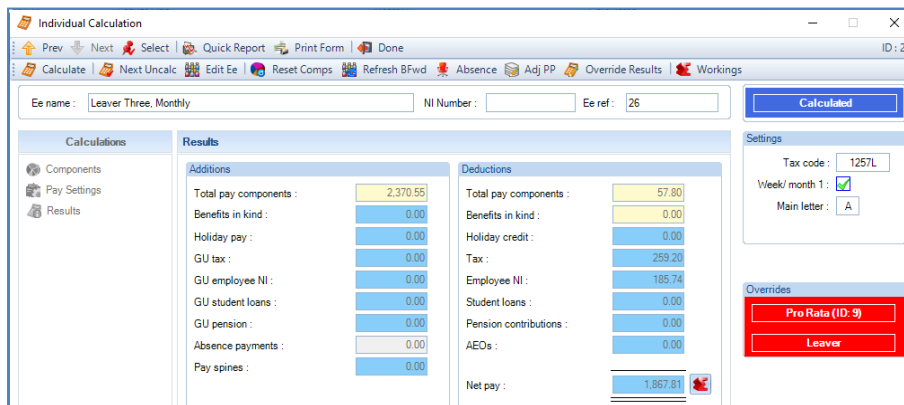 Individual Calculation
Prev Next Select Quick Report Print Form Done ID : 2
Calculate Next Uncalc Edit Ee Reset Comps Refresh BFwd Absence Adj PP Override Results Workings
Ee name : Leaver Three, Monthly NI Number : Ee ref : 26
Calculated
Calculations
Components
Pay Settings
Results
Results
Additions
Total pay components : 2,370.55
Benefits in kind : 0.00
Holiday pay : 0.00
GU tax : 0.00
GU employee NI : 0.00
GU student loans : 0.00
GU pension : 0.00
Absence payments : 0.00
Pay spines : 0.00
Deductions
Total pay components : 57.80
Benefits in kind : 0.00
Holiday credit : 0.00
Tax : 259.20
Employee NI : 185.74
Student loans : 0.00
Pension contributions : 0.00
AEOs : 0.00
Net pay : 1,867.81
Settings
Tax code : 1257L
Week/ month 1 :
Main letter : A
Overrides
Pro Rata (ID: 9)
Leaver